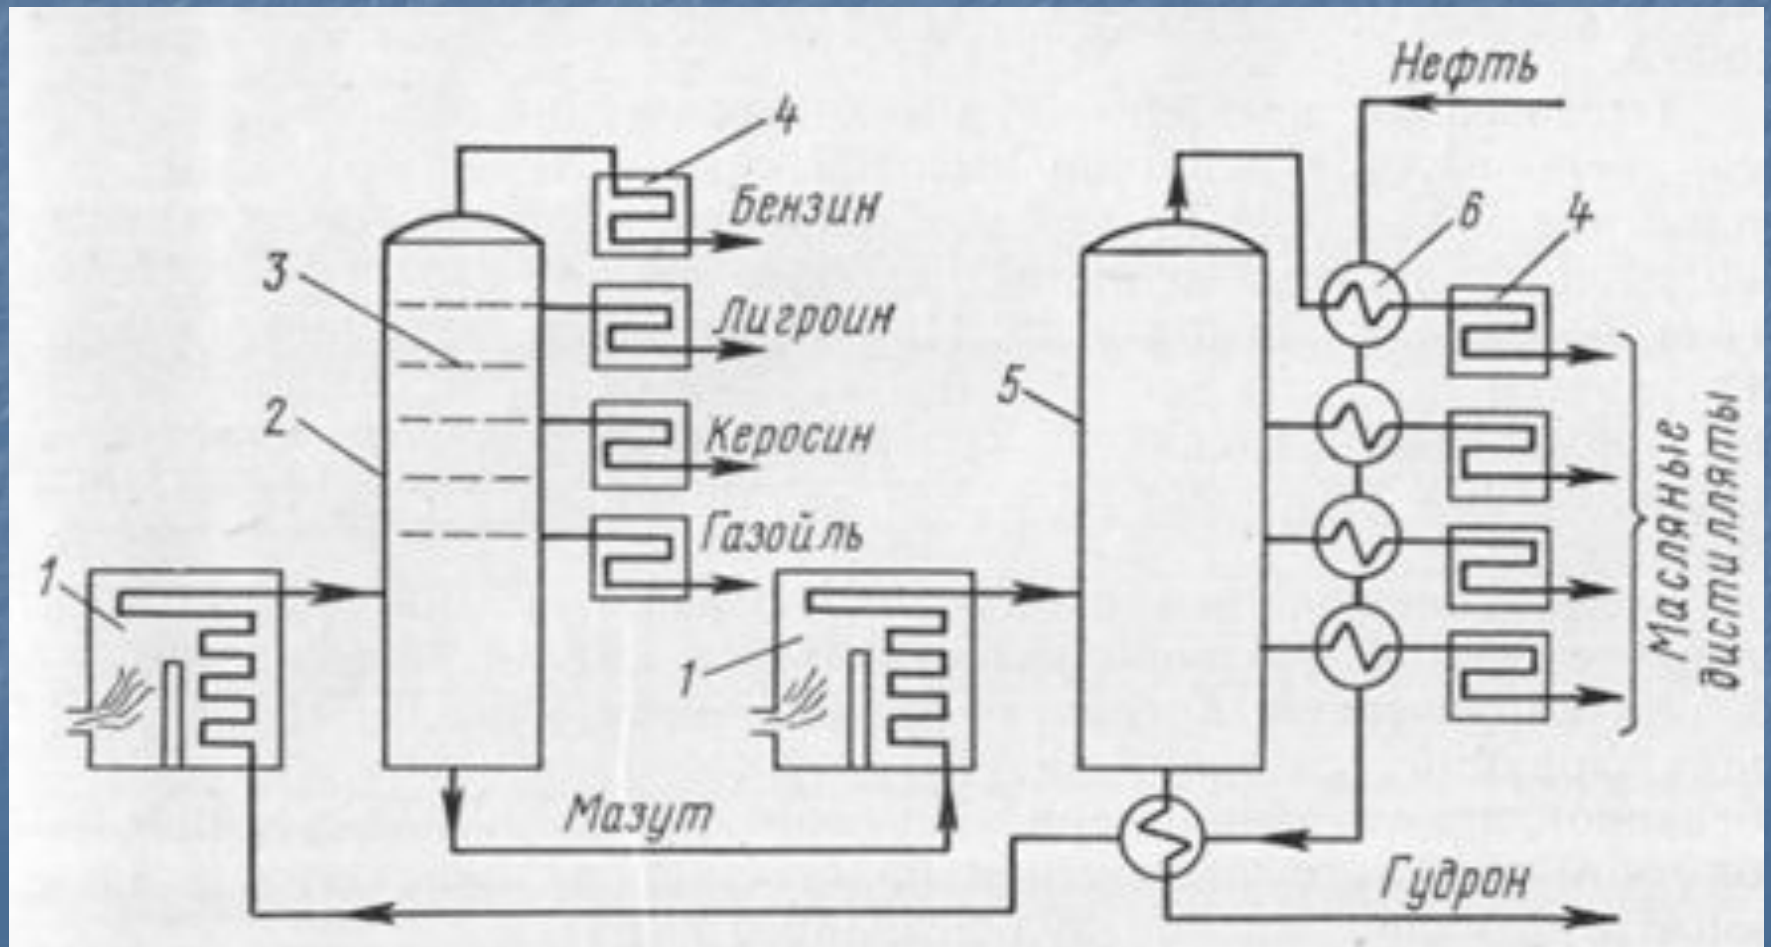 Нефть
4
Бензин
6
4
3
Лигроин
5
2
Керосин
Газойль
1
1
Мазут
Гудрон
Масляные
дистилляты